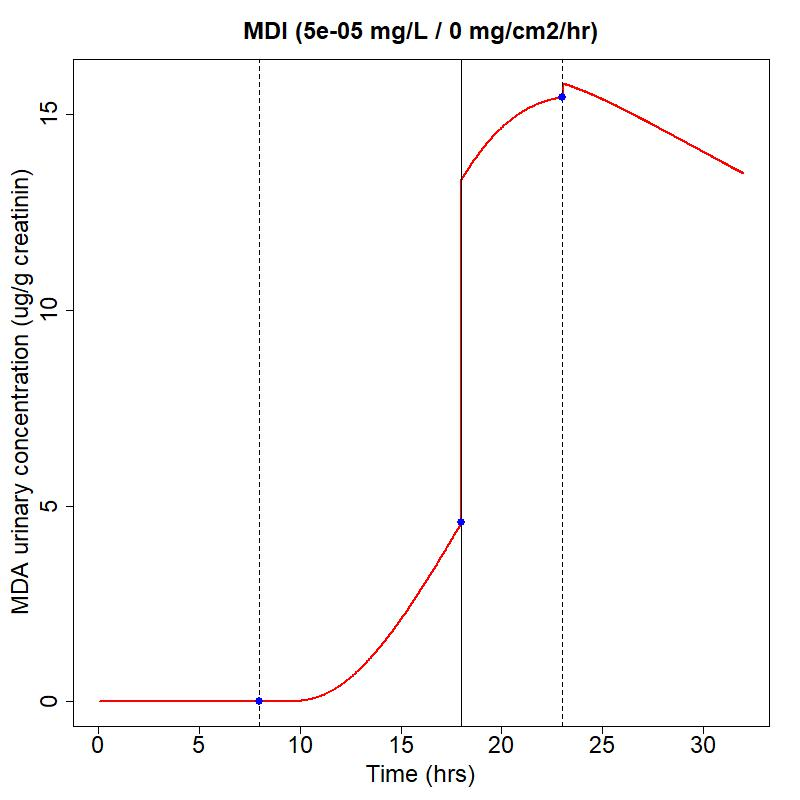 MDI (5e-05 mg/L / 0 mg/cm2/hr)
MDA urinary concentration (ug/g creatinin)
15
10
5
0
0 5 10 15 20 25 30
Time (hrs)